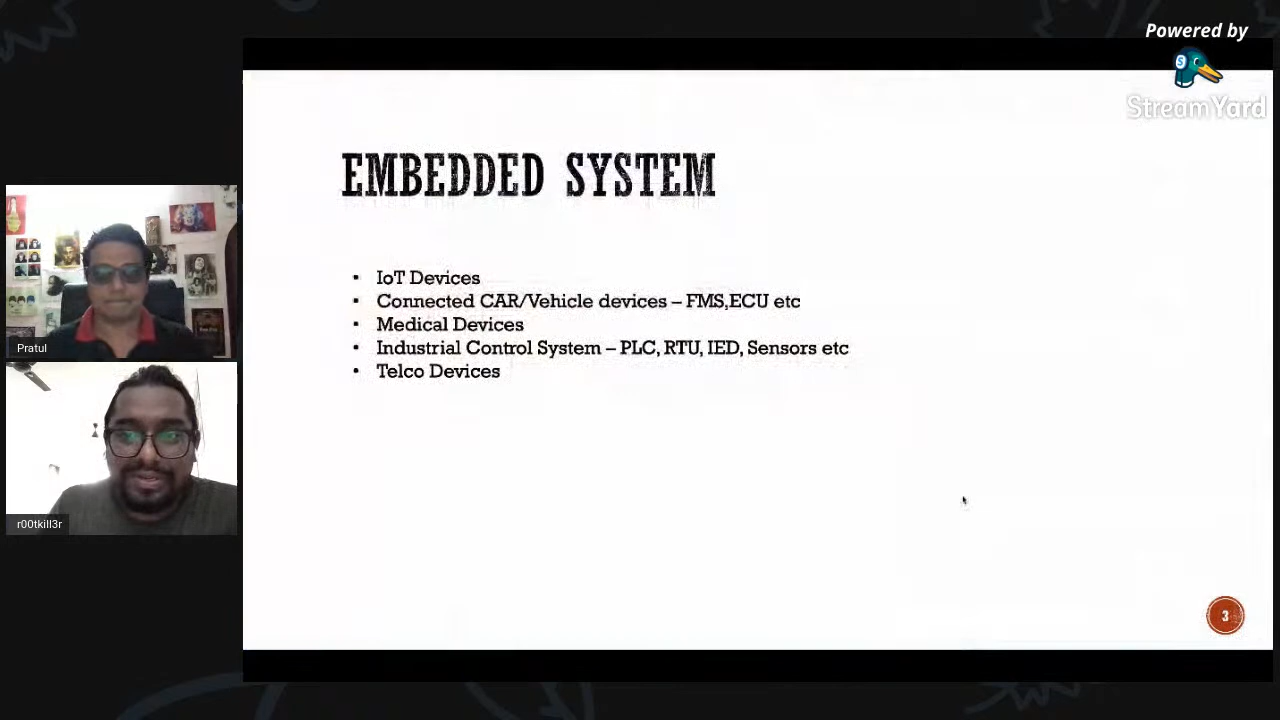 Powered by
StreamYard
EMBEDDED SYSTEM
• IoT Devices
• Connected CAR/Vehicle devices – FMS,ECU etc
• Medical Devices
• Industrial Control System – PLC, RTU, IED, Sensors etc
• Telco Devices
Pratul
r00tkill3r
3